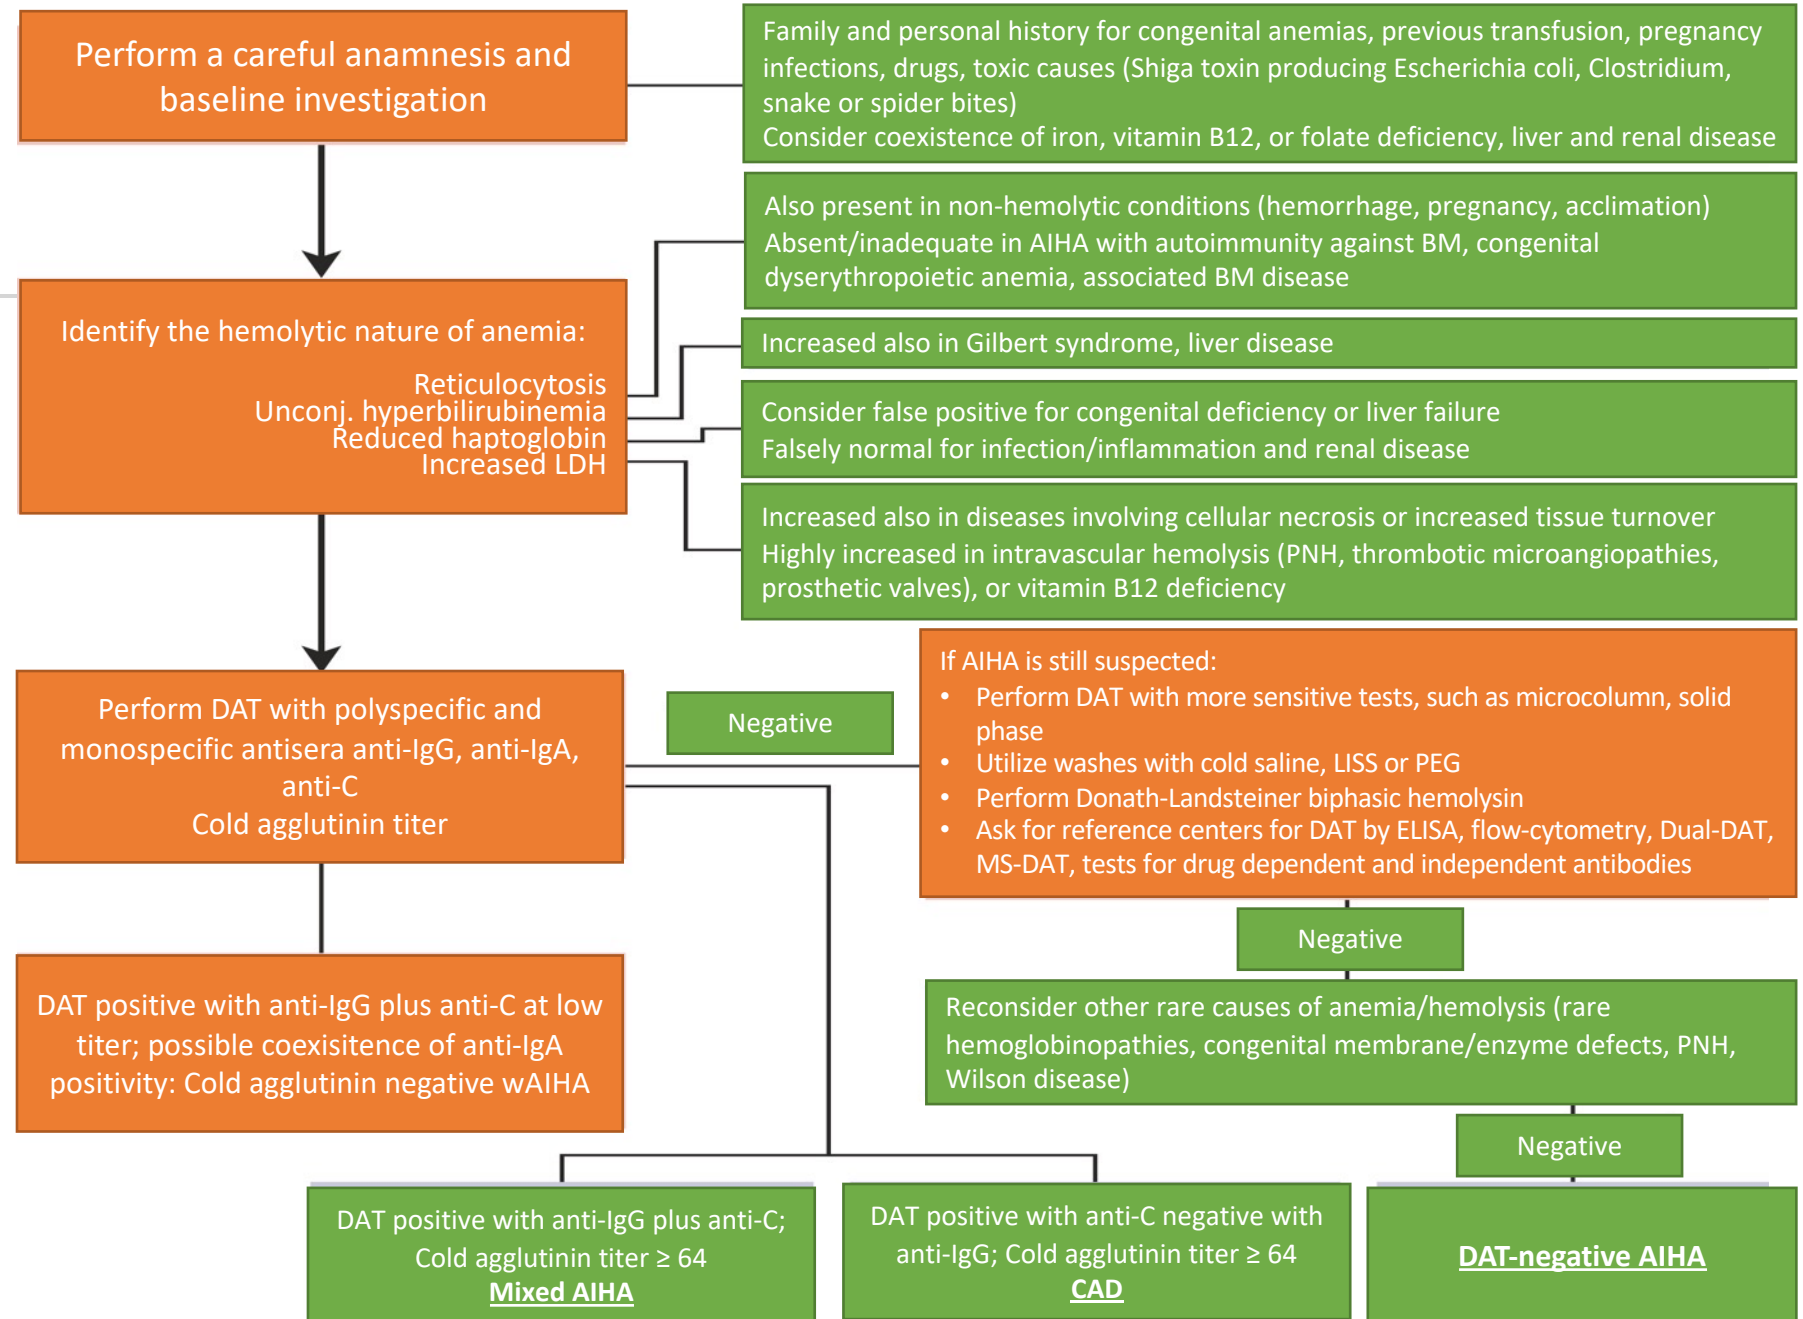 Perform a careful anamnesis and
baseline investigation
Family and personal history for congenital anemias, previous transfusion, pregnancy
infections, drugs, toxic causes (Shiga toxin producing Escherichia coli, Clostridium,
snake or spider bites)
Consider coexistence of iron, vitamin B12, or folate deficiency, liver and renal disease
Identify the hemolytic nature of anemia:
Reticulocytosis
Unconj. hyperbilirubinemia
Reduced haptoglobin
Increased LDH
Also present in non-hemolytic conditions (hemorrhage, pregnancy, acclimation)
Absent/inadequate in AIHA with autoimmunity against BM, congenital
dyserythropoietic anemia, associated BM disease
Increased also in Gilbert syndrome, liver disease
Consider false positive for congenital deficiency or liver failure
Falsely normal for infection/inflammation and renal disease
Increased also in diseases involving cellular necrosis or increased tissue turnover
Highly increased in intravascular hemolysis (PNH, thrombotic microangiopathies,
prosthetic valves), or vitamin B12 deficiency
Perform DAT with polyspecific and
monospecific antisera anti-IgG, anti-IgA,
anti-C
Cold agglutinin titer
Negative
If AIHA is still suspected:
• Perform DAT with more sensitive tests, such as microcolumn, solid
phase
• Utilize washes with cold saline, LISS or PEG
• Perform Donath-Landsteiner biphasic hemolysin
• Ask for reference centers for DAT by ELISA, flow-cytometry, Dual-DAT,
MS-DAT, tests for drug dependent and independent antibodies
Negative
Reconsider other rare causes of anemia/hemolysis (rare
hemoglobinopathies, congenital membrane/enzyme defects, PNH,
Wilson disease)
Negative
DAT positive with anti-IgG plus anti-C at low
titer; possible coexisitence of anti-IgA
positivity: Cold agglutinin negative wAIHA
DAT positive with anti-IgG plus anti-C;
Cold agglutinin titer ≥ 64
Mixed AIHA
DAT positive with anti-C negative with
anti-IgG; Cold agglutinin titer ≥ 64
CAD
DAT-negative AIHA